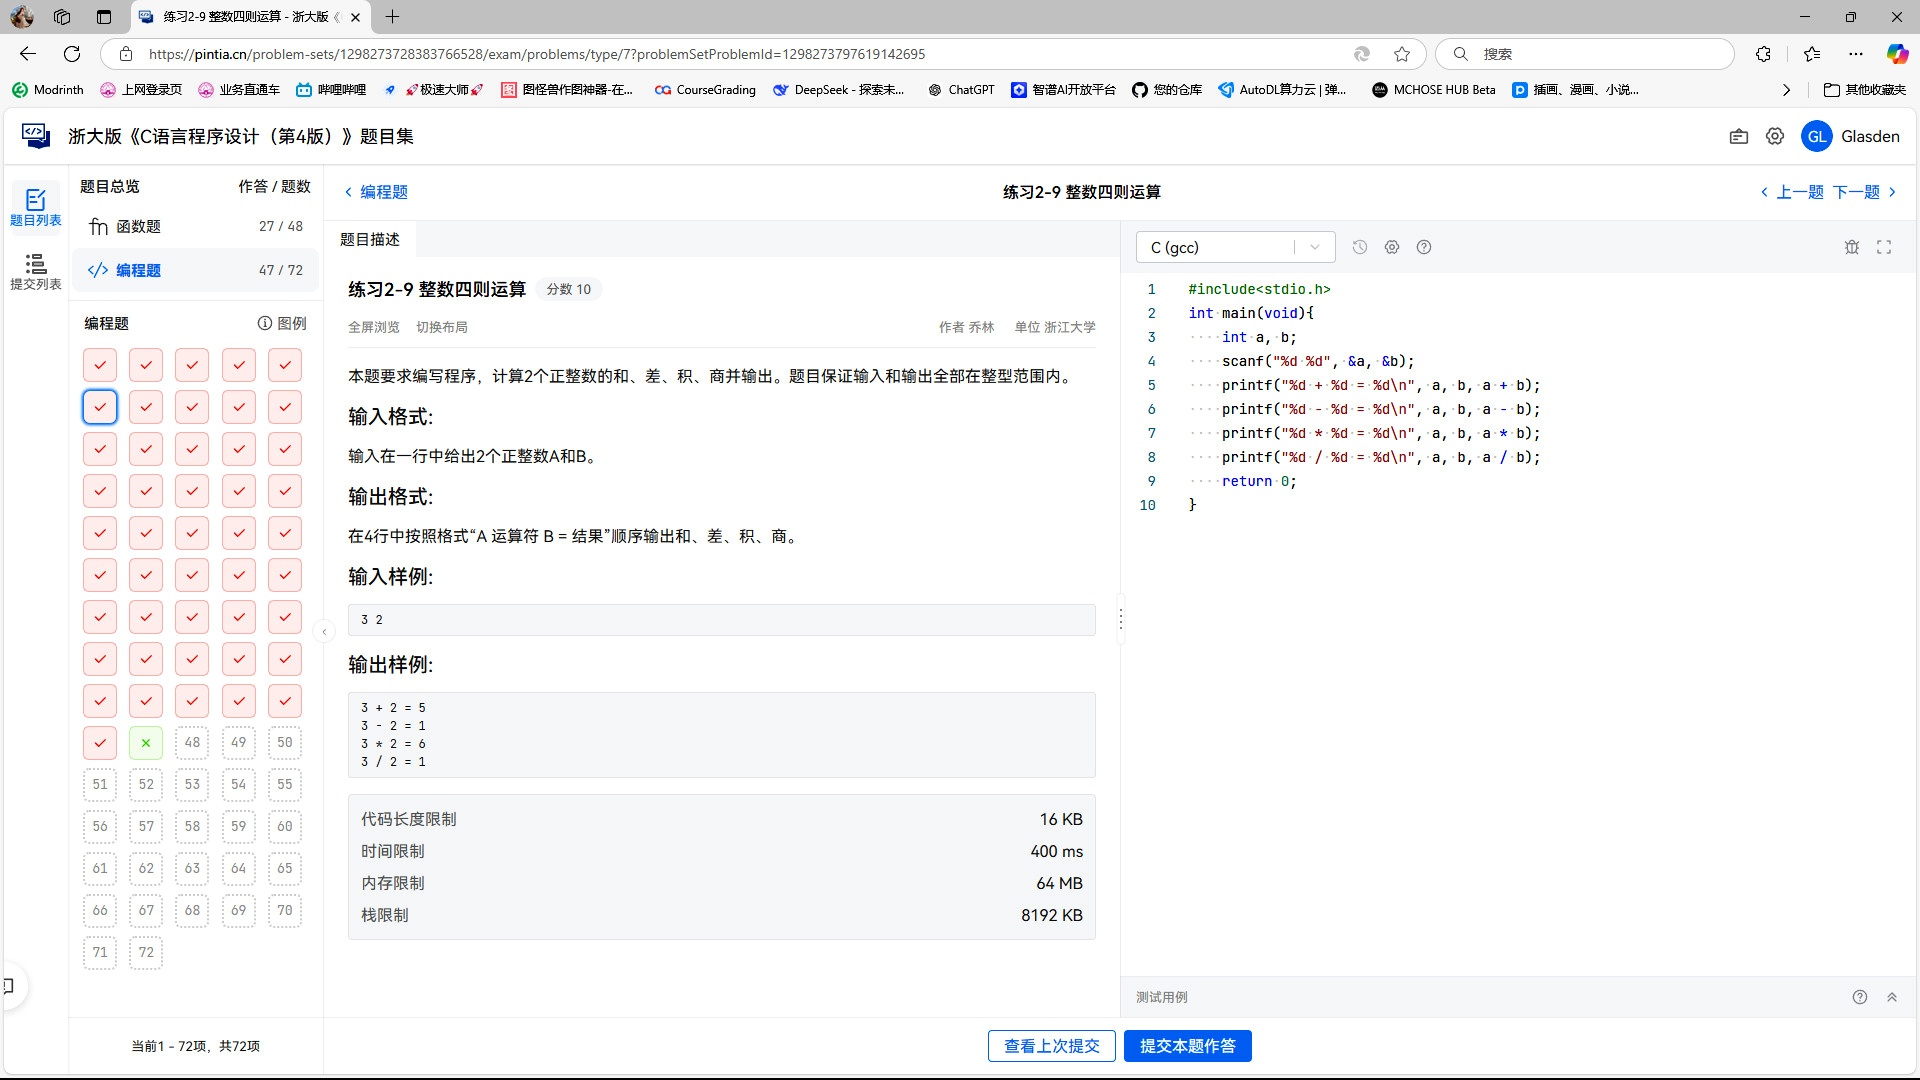 练习2-9 整数四则运算 - 浙大版《
https://pintia.cn/problem-sets/1298273728383766528/exam/problems/type/7?problemSetProblemId=1298273797619142695
搜索
Modrinth 上网登录页 业务直通车 哔哩哔哩 🚀极速大师🚀 图怪兽作图神器-在... CourseGrading DeepSeek - 探索未... ChatGPT 智谱AI开放平台 您的仓库 AutoDL算力云 | 弹... MCHOSE HUB Beta 插画、漫画、小说... 其他收藏夹
浙大版《C语言程序设计（第4版）》题目集
GL Glasden
题目列表
提交列表
题目总览 作答 / 题数
fn 函数题 27 / 48
</> 编程题 47 / 72
编程题 图例
48 49 50
51 52 53 54 55
56 57 58 59 60
61 62 63 64 65
66 67 68 69 70
71 72
当前1 - 72项，共72项
编程题
练习2-9 整数四则运算
上一题 下一题
题目描述
练习2-9 整数四则运算 分数 10
全屏浏览 切换布局 作者 乔林 单位 浙江大学
本题要求编写程序，计算2个正整数的和、差、积、商并输出。题目保证输入和输出全部在整型范围内。
输入格式:
输入在一行中给出2个正整数A和B。
输出格式:
在4行中按照格式“A 运算符 B = 结果”顺序输出和、差、积、商。
输入样例:
3 2
输出样例:
3 + 2 = 5
3 - 2 = 1
3 * 2 = 6
3 / 2 = 1
代码长度限制 16 KB
时间限制 400 ms
内存限制 64 MB
栈限制 8192 KB
C (gcc)
1 #include<stdio.h>
2 int main(void){
3     int a, b;
4     scanf("%d %d", &a, &b);
5     printf("%d + %d = %d\n", a, b, a + b);
6     printf("%d - %d = %d\n", a, b, a - b);
7     printf("%d * %d = %d\n", a, b, a * b);
8     printf("%d / %d = %d\n", a, b, a / b);
9     return 0;
10 }
测试用例
查看上次提交 提交本题作答